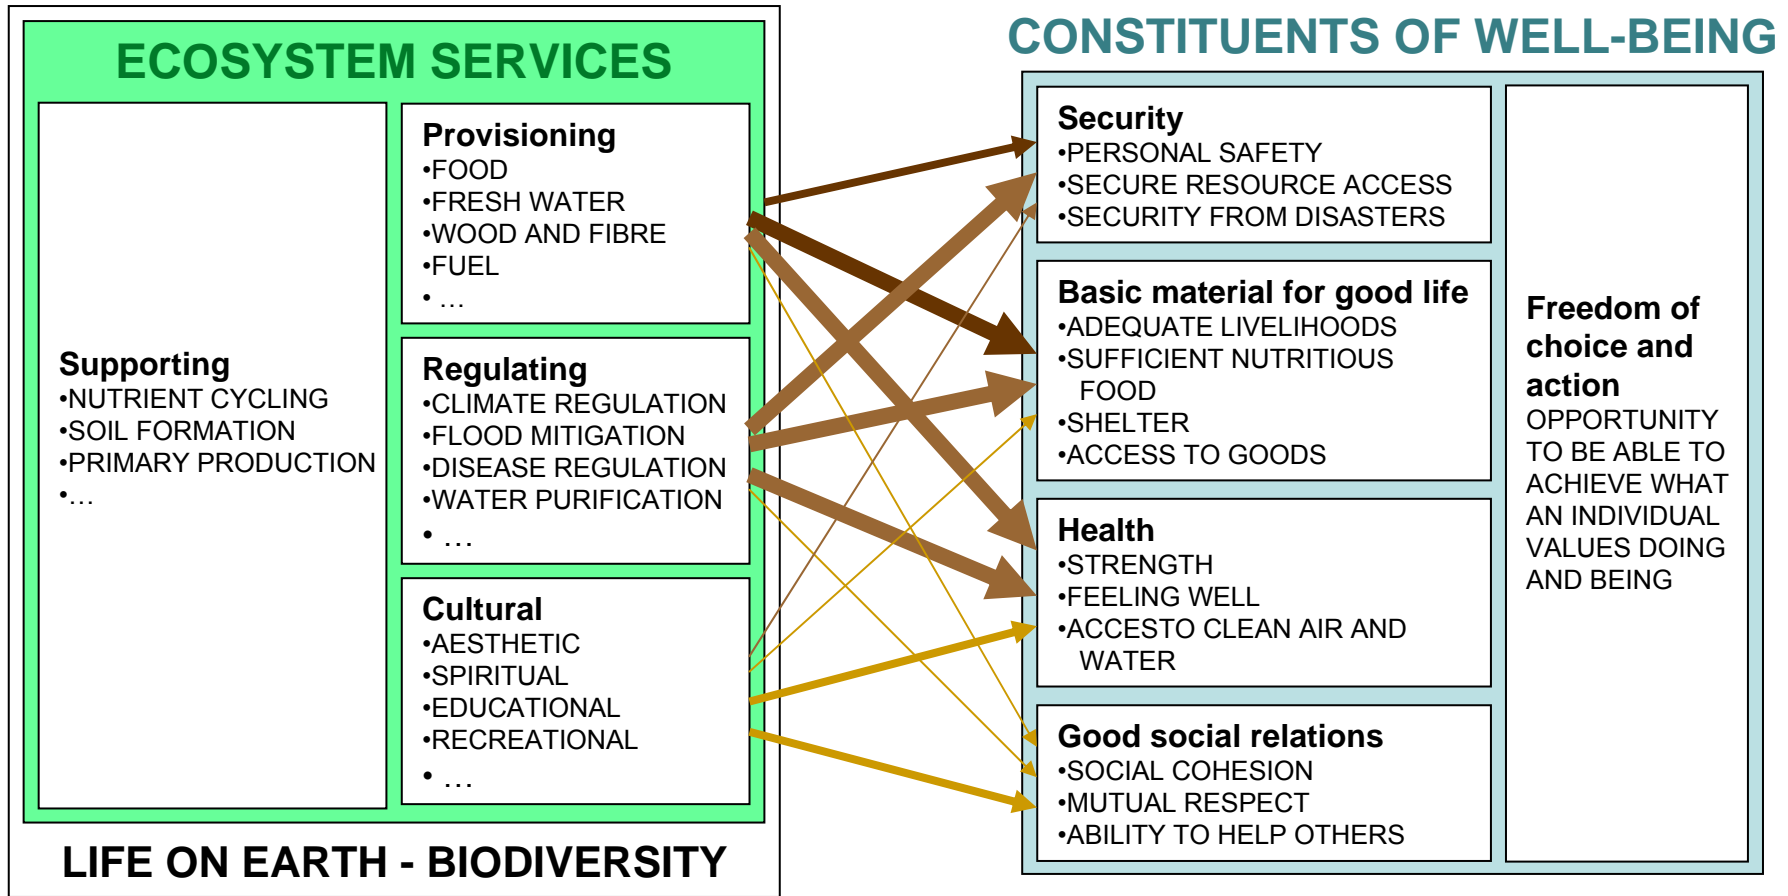 ECOSYSTEM SERVICES
Supporting
•NUTRIENT CYCLING
•SOIL FORMATION
•PRIMARY PRODUCTION
•...
Provisioning
•FOOD
•FRESH WATER
•WOOD AND FIBRE
•FUEL
• ...
Regulating
•CLIMATE REGULATION
•FLOOD MITIGATION
•DISEASE REGULATION
•WATER PURIFICATION
• ...
Cultural
•AESTHETIC
•SPIRITUAL
•EDUCATIONAL
•RECREATIONAL
• ...
LIFE ON EARTH - BIODIVERSITY
CONSTITUENTS OF WELL-BEING
Security
•PERSONAL SAFETY
•SECURE RESOURCE ACCESS
•SECURITY FROM DISASTERS
Basic material for good life
•ADEQUATE LIVELIHOODS
•SUFFICIENT NUTRITIOUS
FOOD
•SHELTER
•ACCESS TO GOODS
Health
•STRENGTH
•FEELING WELL
•ACCESTO CLEAN AIR AND
WATER
Good social relations
•SOCIAL COHESION
•MUTUAL RESPECT
•ABILITY TO HELP OTHERS
Freedom of
choice and
action
OPPORTUNITY
TO BE ABLE TO
ACHIEVE WHAT
AN INDIVIDUAL
VALUES DOING
AND BEING